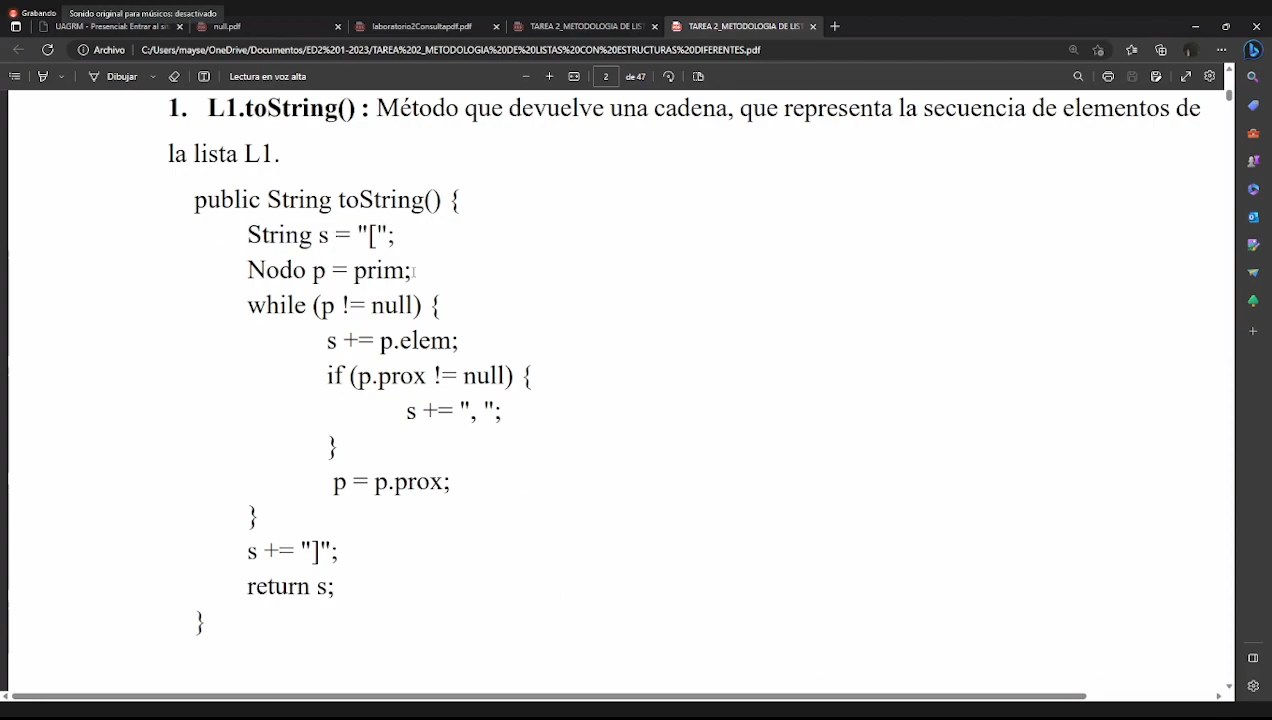 Grabando
Sonido original para músicos: desactivado
UAGRM - Presencial: Entrar al si
null.pdf
laboratorio2Consultapdf.pdf
TAREA 2_METODOLOGIA DE LIST
TAREA 2_METODOLOGIA DE LIST
Archivo
C:/Users/mayse/OneDrive/Documentos/ED2%201-2023/TAREA%202_METODOLOGIA%20DE%20LISTAS%20CON%20ESTRUCTURAS%20DIFERENTES.pdf
Dibujar
Lectura en voz alta
2
de 47
1. L1.toString() : Método que devuelve una cadena, que representa la secuencia de elementos de
la lista L1.
public String toString() {
String s = "[";
Nodo p = prim;
while (p != null) {
s += p.elem;
if (p.prox != null) {
s += ", ";
}
p = p.prox;
}
s += "]";
return s;
}